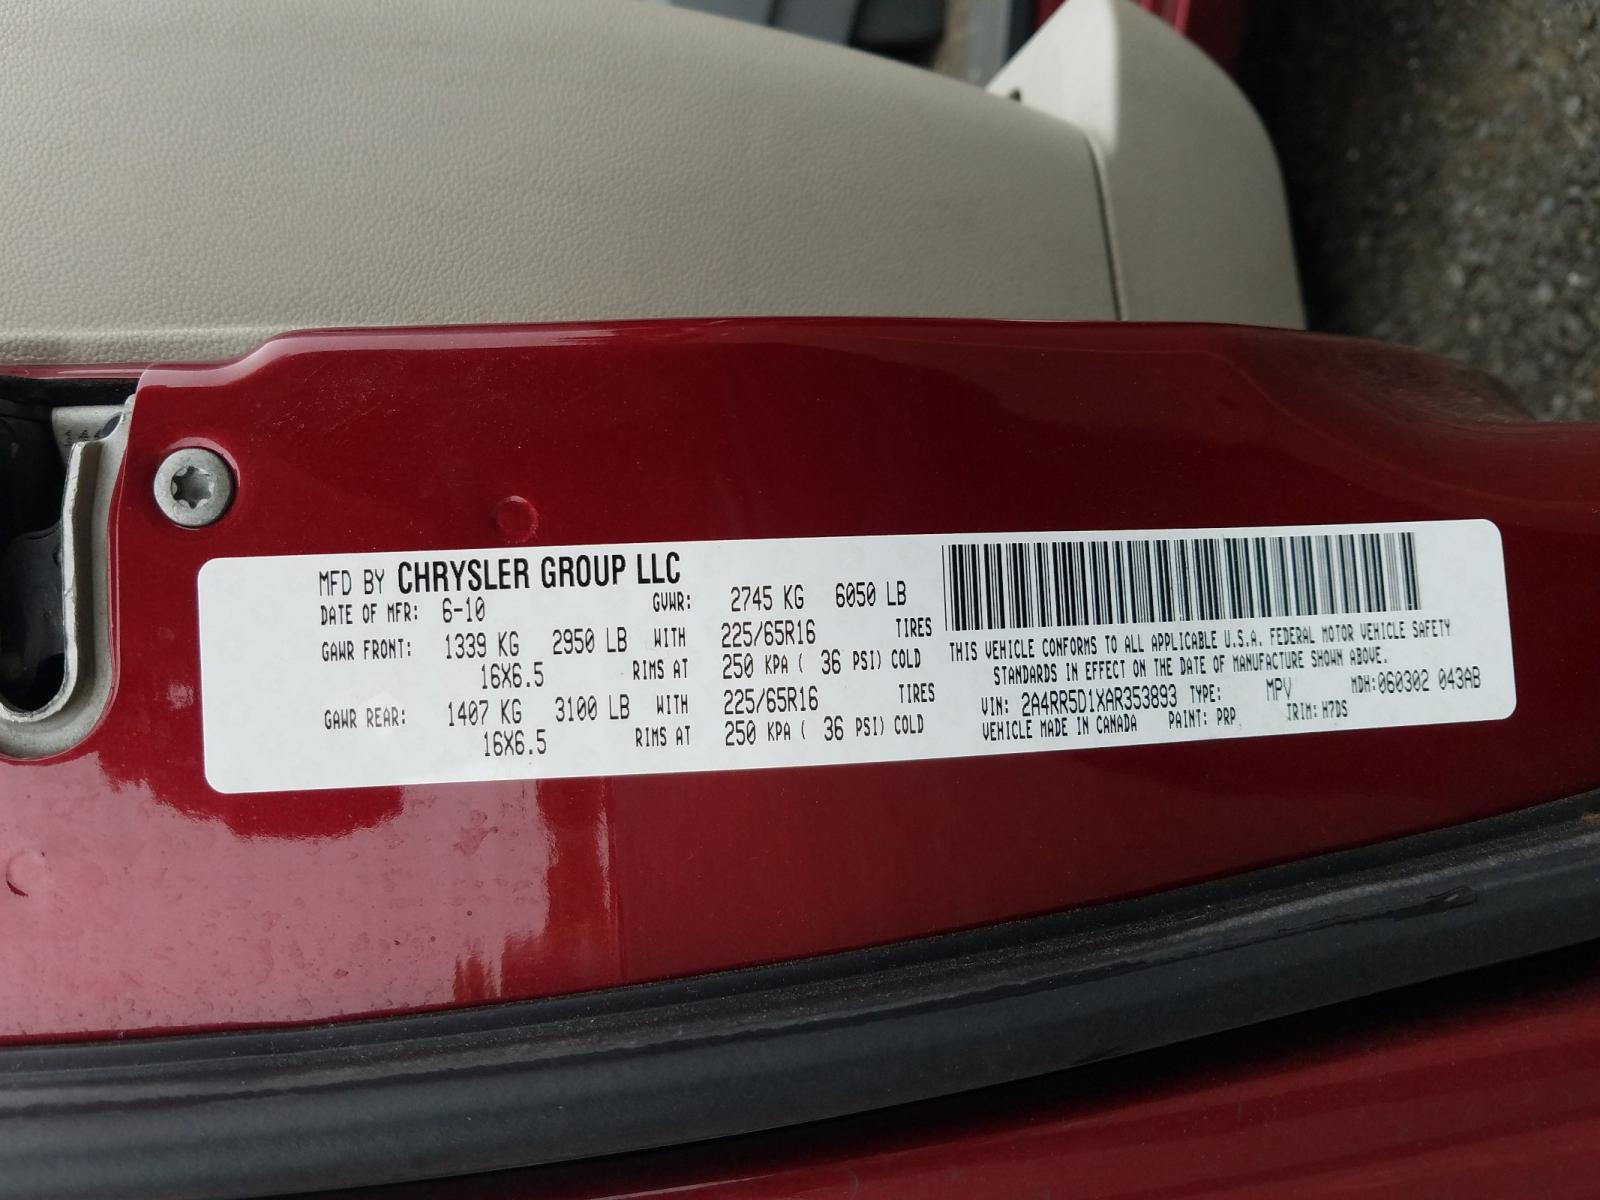 MFD BY CHRYSLER GROUP LLC
DATE OF MFR: 6-10 GVWR: 2745 KG 6050 LB
GAWR FRONT: 1339 KG 2950 LB WITH 225/65R16 TIRES
16X6.5 RIMS AT 250 KPA ( 36 PSI) COLD
GAWR REAR: 1407 KG 3100 LB WITH 225/65R16 TIRES
16X6.5 RIMS AT 250 KPA ( 36 PSI) COLD
THIS VEHICLE CONFORMS TO ALL APPLICABLE U.S.A. FEDERAL MOTOR VEHICLE SAFETY
STANDARDS IN EFFECT ON THE DATE OF MANUFACTURE SHOWN ABOVE.
VIN: 2A4RR5D1XAR353893 TYPE: MPV MDH:060302 043AB
VEHICLE MADE IN CANADA PAINT: PRP TRIM: H7DS